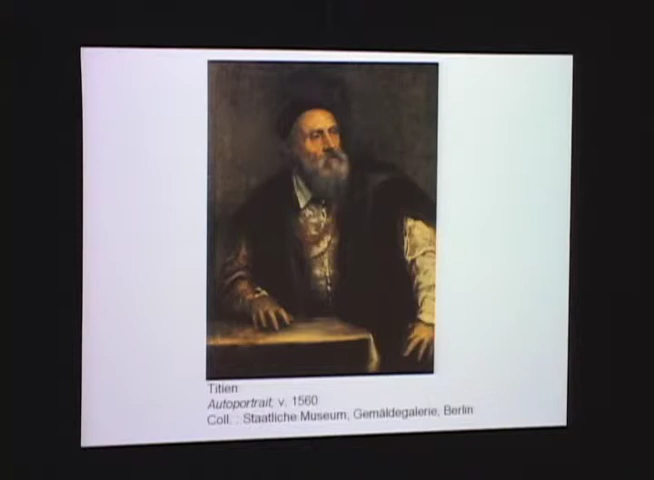 Titien
Autoportrait, v. 1560
Coll. : Staatliche Museum, Gemäldegalerie, Berlin